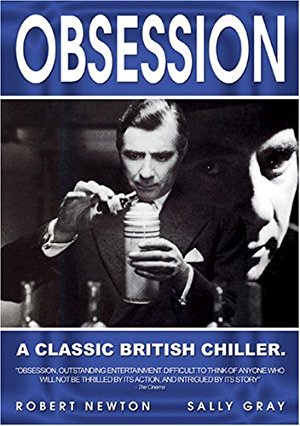 OBSESSION
A CLASSIC BRITISH CHILLER.
"OBSESSION, OUTSTANDING ENTERTAINMENT. DIFFICULT TO THINK OF ANYONE WHO
WILL NOT BE THRILLED BY ITS ACTION, AND INTRIGUED BY ITS STORY"
- The Cinema
ROBERT NEWTON SALLY GRAY